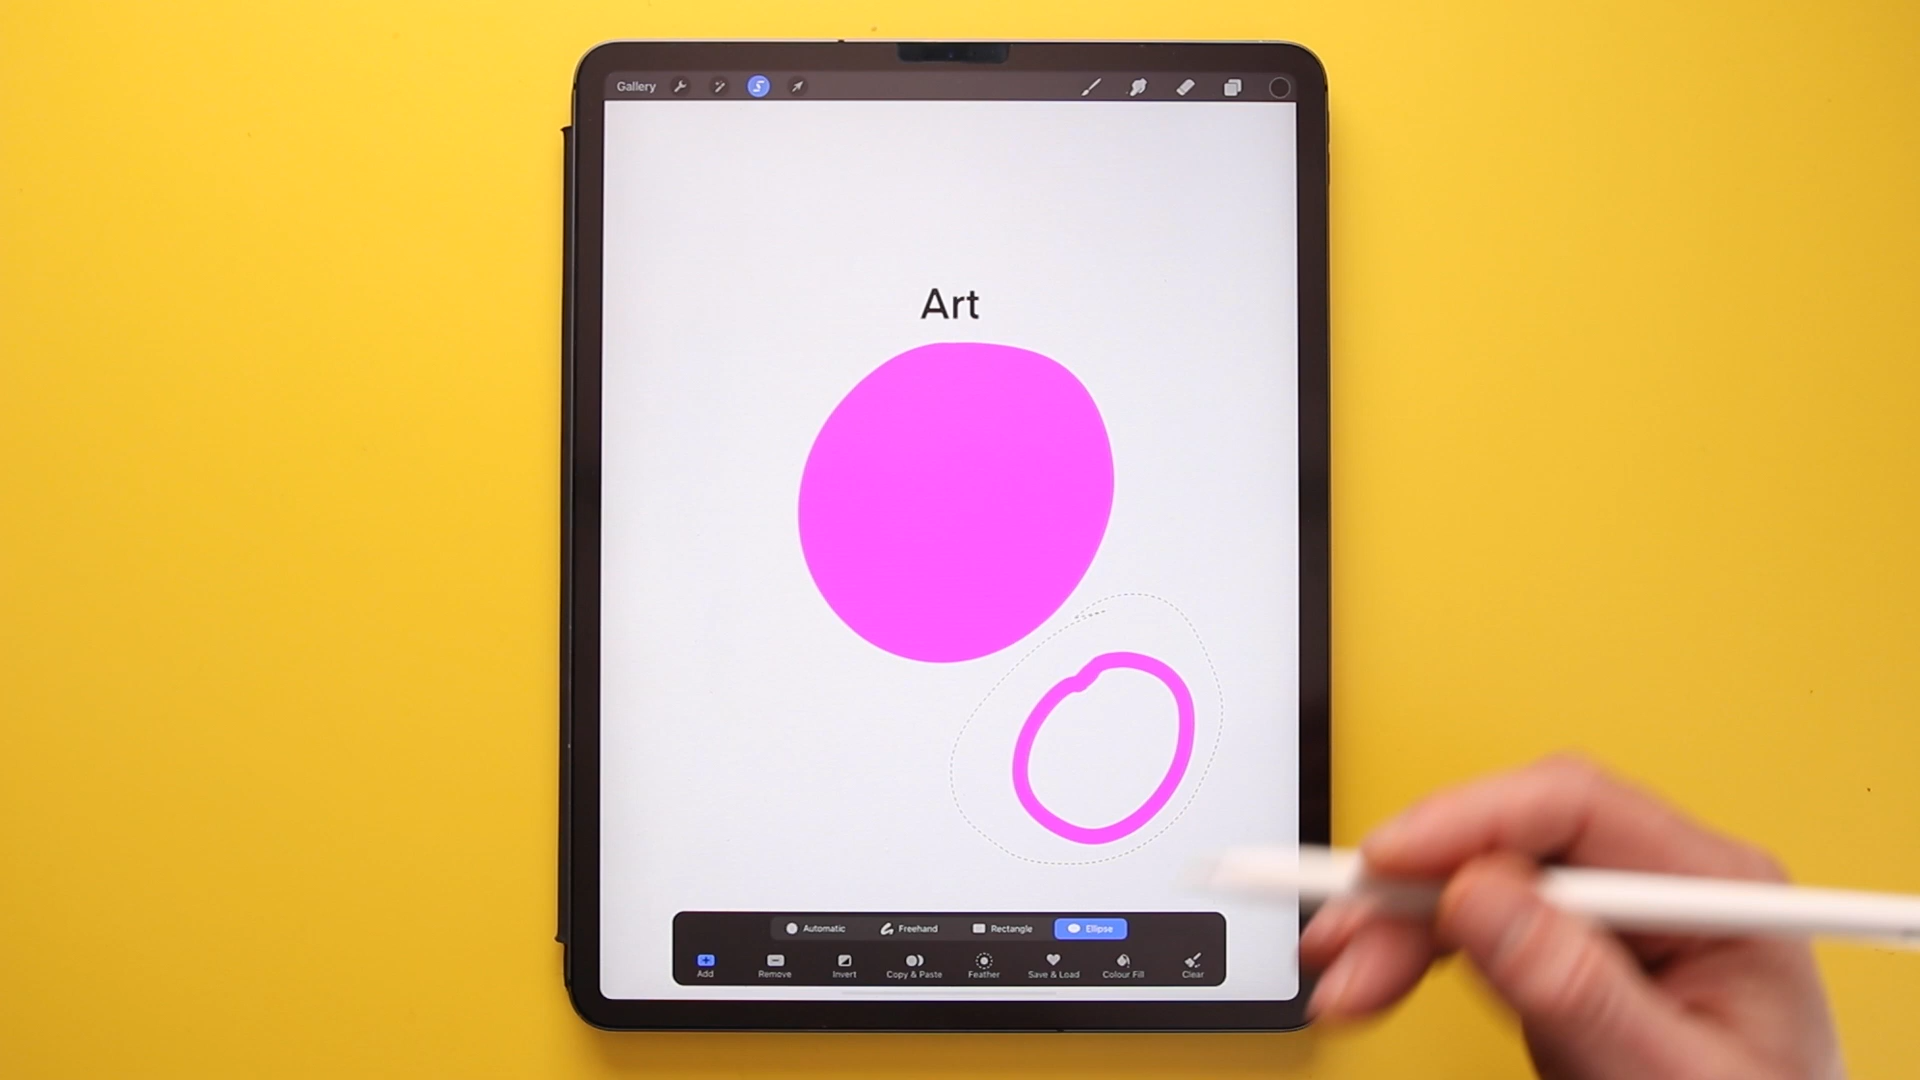 Gallery
Art
Automatic Freehand Rectangle Ellipse
Add Remove Invert Copy & Paste Feather Save & Load Colour Fill Clear